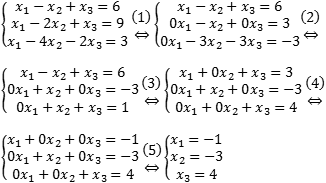 {x₁ − x₂ + x₃ = 6 (1) {x₁ − x₂ + x₃ = 6 (2)
{x₁ − 2x₂ + x₃ = 9 ⇔ {0x₁ − x₂ + 0x₃ = 3 ⇔
{x₁ − 4x₂ − 2x₃ = 3 {0x₁ − 3x₂ − 3x₃ = −3
{x₁ − x₂ + x₃ = 6 (3) {x₁ + 0x₂ + x₃ = 3 (4)
{0x₁ + x₂ + 0x₃ = −3 ⇔ {0x₁ + x₂ + 0x₃ = −3 ⇔
{0x₁ + x₂ + x₃ = 1 {0x₁ + 0x₂ + x₃ = 4
{x₁ + 0x₂ + 0x₃ = −1 (5) {x₁ = −1
{0x₁ + x₂ + 0x₃ = −3 ⇔ {x₂ = −3
{0x₁ + 0x₂ + x₃ = 4 {x₃ = 4